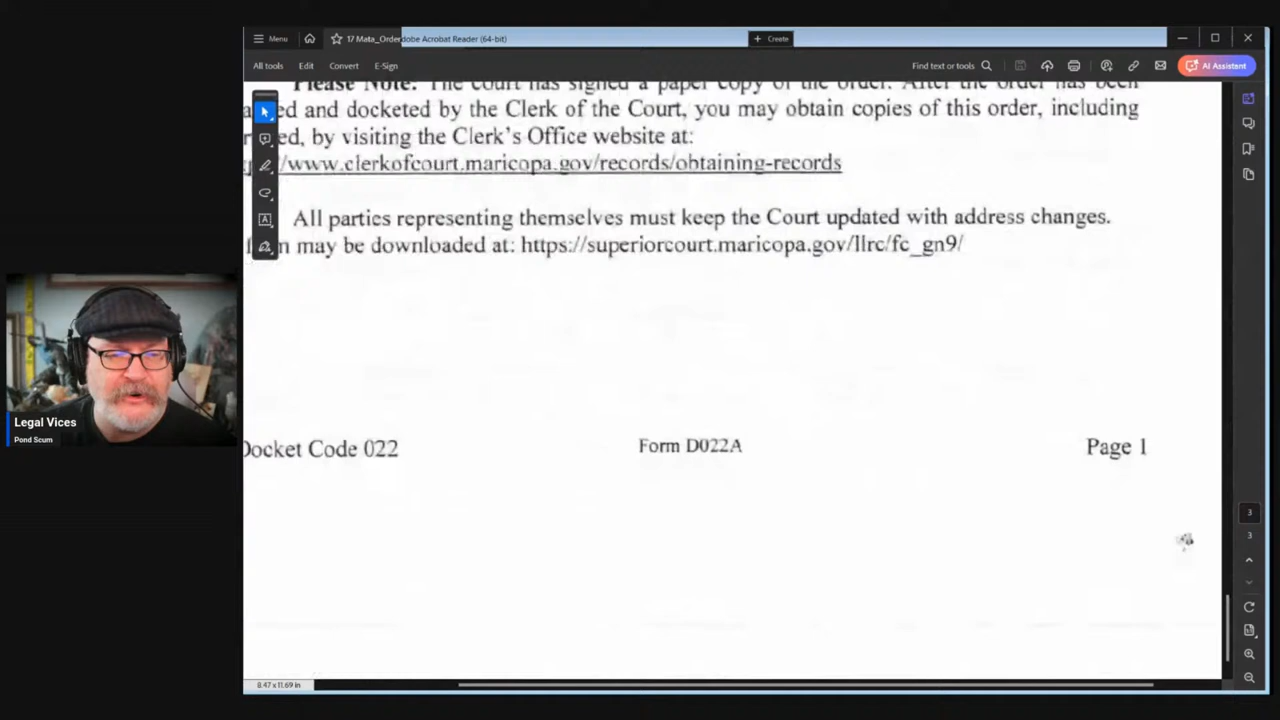 Menu
17 Mata_Order
dobe Acrobat Reader (64-bit)
+ Create
All tools
Edit
Convert
E-Sign
Find text or tools
AI Assistant
Please Note: The court has signed a paper copy of the order. After the order has been
ed and docketed by the Clerk of the Court, you may obtain copies of this order, including
ed, by visiting the Clerk's Office website at:
/www.clerkofcourt.maricopa.gov/records/obtaining-records
All parties representing themselves must keep the Court updated with address changes.
may be downloaded at: https://superiorcourt.maricopa.gov/llrc/fc_gn9/
Docket Code 022
Form D022A
Page 1
Legal Vices
Pond Scum
3
3
8.47 x 11.69 in